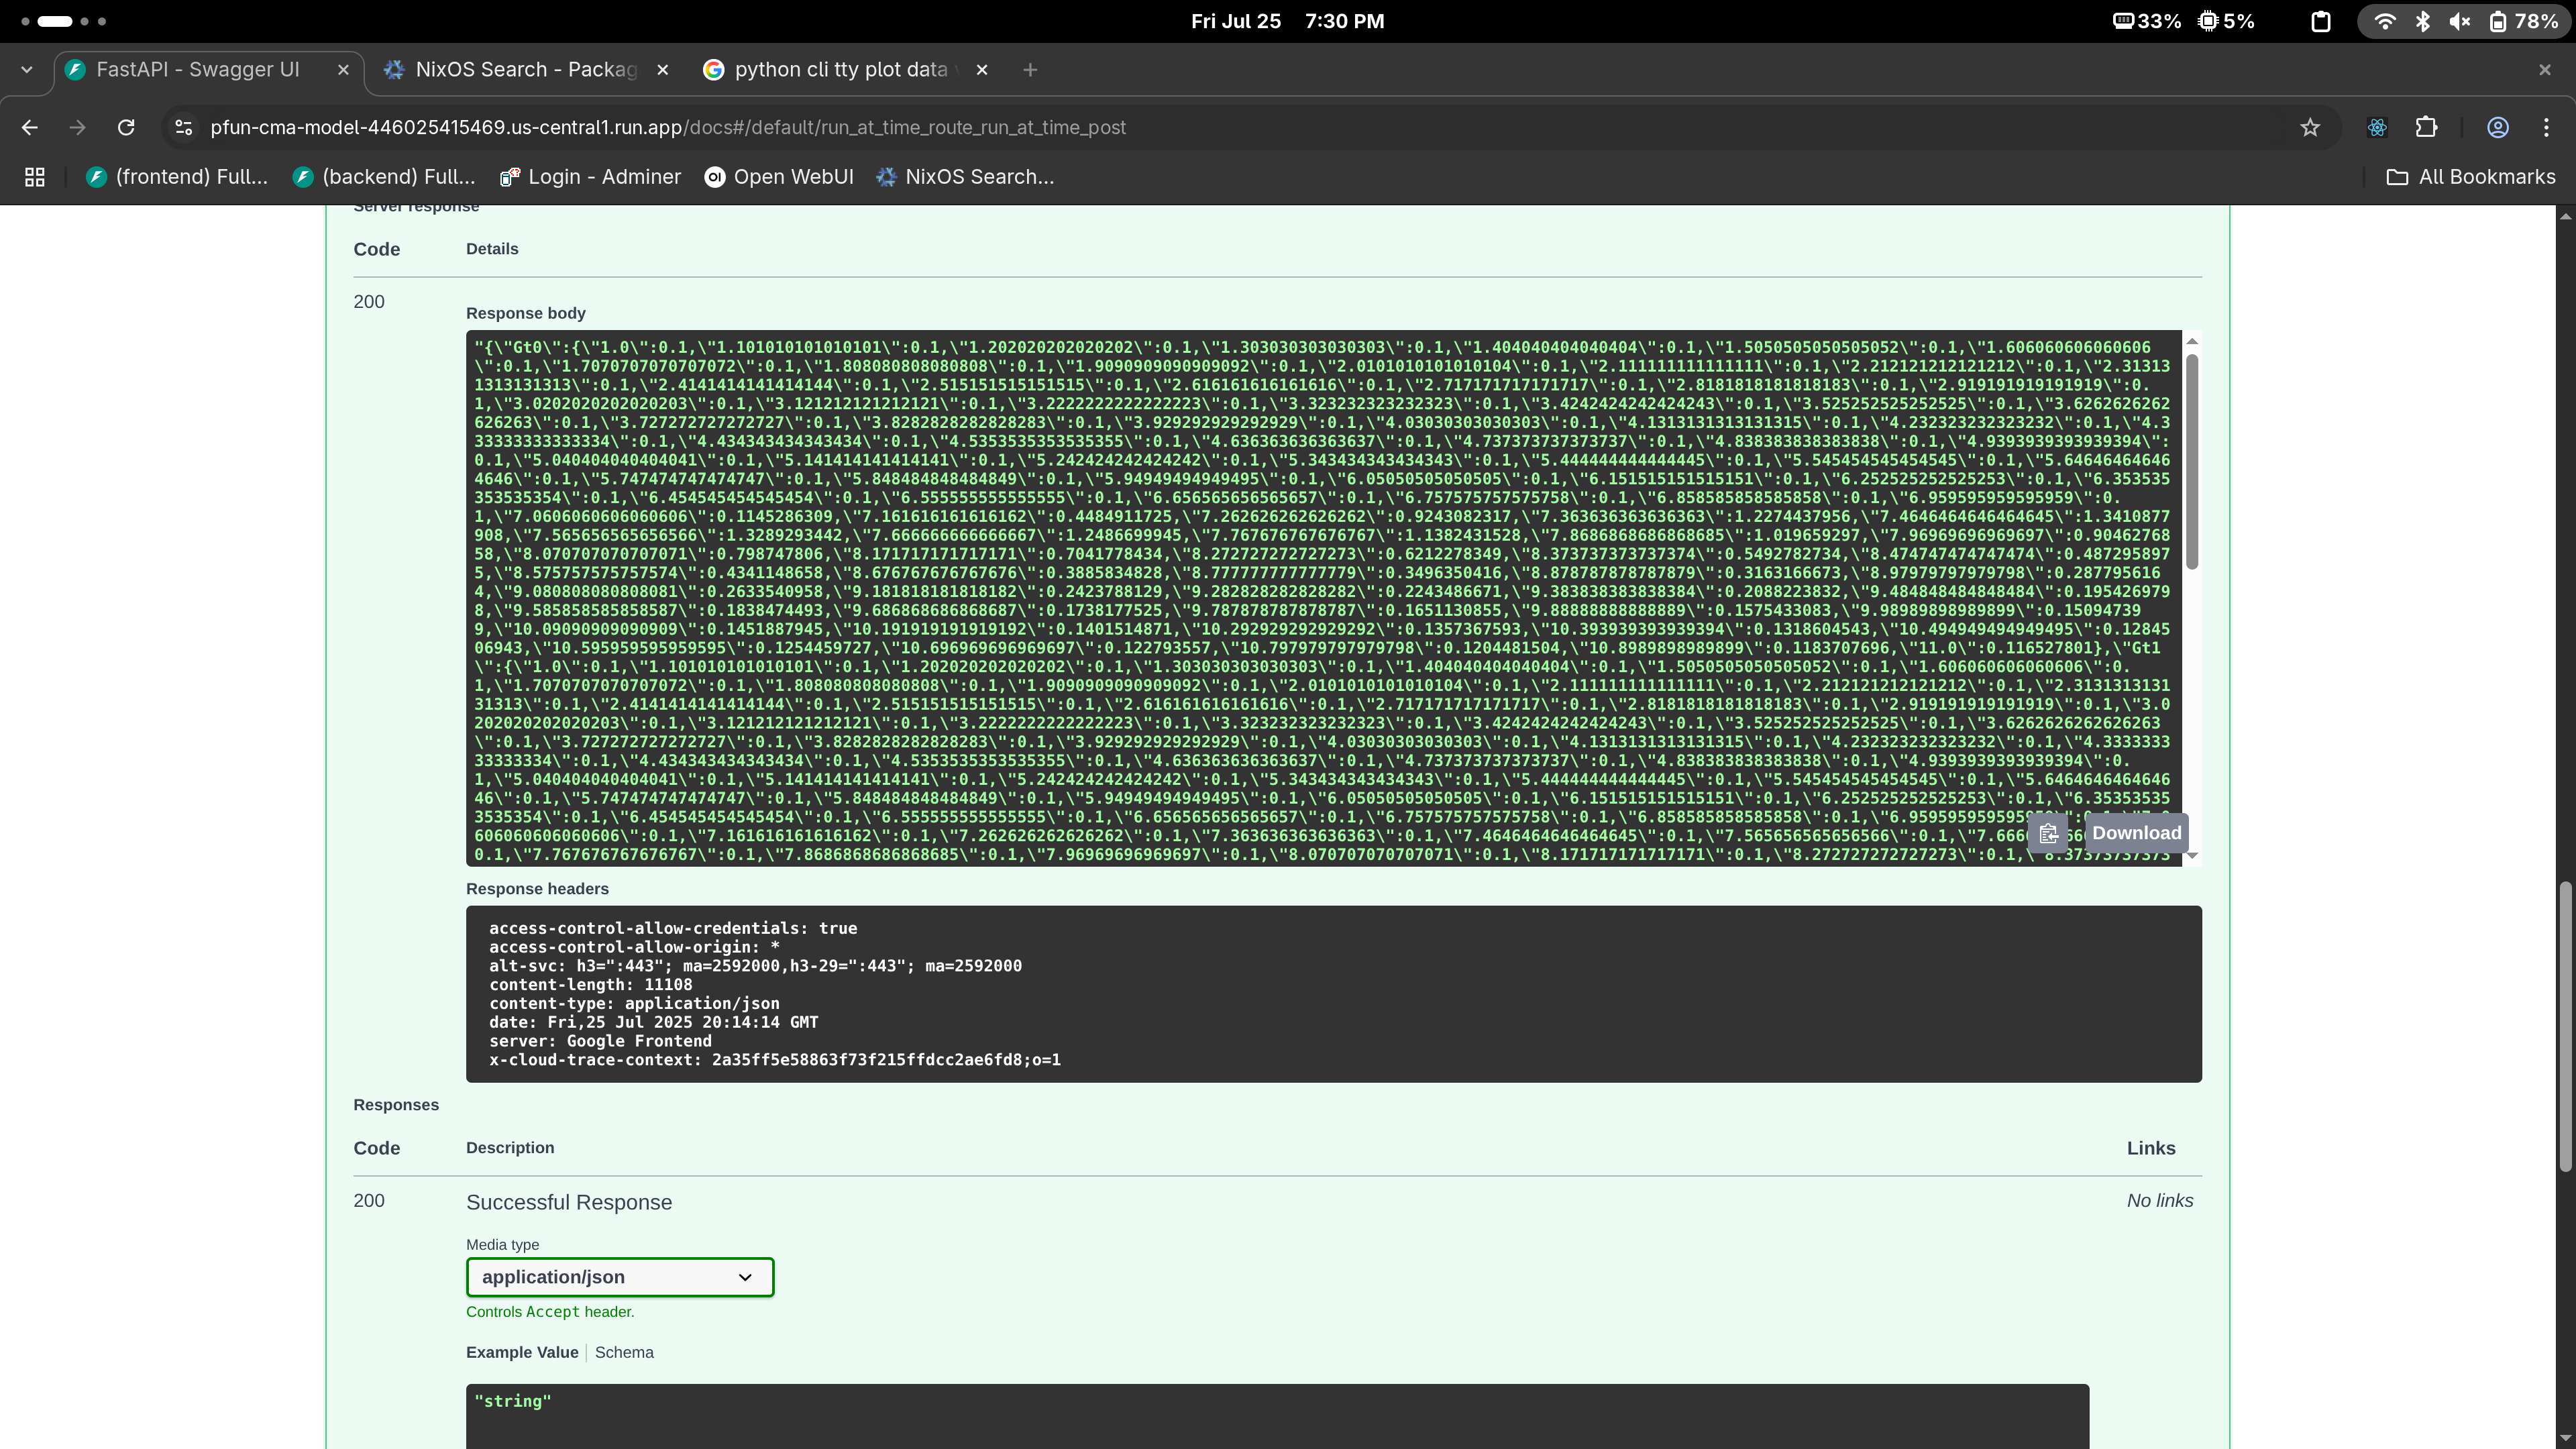 Fri Jul 25 7:30 PM
33% 5% 78%
FastAPI - Swagger UI
NixOS Search - Packag
python cli tty plot data
pfun-cma-model-446025415469.us-central1.run.app/docs#/default/run_at_time_route_run_at_time_post
(frontend) Full...
(backend) Full...
Login - Adminer
Open WebUI
NixOS Search...
All Bookmarks
Server response
Code Details
200
Response body
"{\"Gt0\":{\"1.0\":0.1,\"1.101010101010101\":0.1,\"1.202020202020202\":0.1,\"1.303030303030303\":0.1,\"1.404040404040404\":0.1,\"1.5050505050505052\":0.1,\"1.606060606060606
\":0.1,\"1.7070707070707072\":0.1,\"1.808080808080808\":0.1,\"1.9090909090909092\":0.1,\"2.0101010101010104\":0.1,\"2.111111111111111\":0.1,\"2.212121212121212\":0.1,\"2.31313
1313131313\":0.1,\"2.4141414141414144\":0.1,\"2.515151515151515\":0.1,\"2.616161616161616\":0.1,\"2.717171717171717\":0.1,\"2.8181818181818183\":0.1,\"2.919191919191919\":0.
1,\"3.0202020202020203\":0.1,\"3.121212121212121\":0.1,\"3.2222222222222223\":0.1,\"3.323232323232323\":0.1,\"3.4242424242424243\":0.1,\"3.525252525252525\":0.1,\"3.6262626262
626263\":0.1,\"3.727272727272727\":0.1,\"3.8282828282828283\":0.1,\"3.929292929292929\":0.1,\"4.03030303030303\":0.1,\"4.1313131313131315\":0.1,\"4.232323232323232\":0.1,\"4.3
33333333333334\":0.1,\"4.434343434343434\":0.1,\"4.5353535353535355\":0.1,\"4.636363636363637\":0.1,\"4.737373737373737\":0.1,\"4.838383838383838\":0.1,\"4.9393939393939394\":
0.1,\"5.040404040404041\":0.1,\"5.141414141414141\":0.1,\"5.242424242424242\":0.1,\"5.343434343434343\":0.1,\"5.444444444444445\":0.1,\"5.545454545454545\":0.1,\"5.64646464646
4646\":0.1,\"5.747474747474747\":0.1,\"5.848484848484849\":0.1,\"5.94949494949495\":0.1,\"6.05050505050505\":0.1,\"6.151515151515151\":0.1,\"6.252525252525253\":0.1,\"6.353535
353535354\":0.1,\"6.454545454545454\":0.1,\"6.555555555555555\":0.1,\"6.656565656565657\":0.1,\"6.757575757575758\":0.1,\"6.858585858585858\":0.1,\"6.959595959595959\":0.
1,\"7.0606060606060606\":0.1145286309,\"7.161616161616162\":0.4484911725,\"7.262626262626262\":0.9243082317,\"7.363636363636363\":1.2274437956,\"7.4646464646464645\":1.3410877
908,\"7.565656565656566\":1.3289293442,\"7.666666666666667\":1.2486699945,\"7.767676767676767\":1.1382431528,\"7.8686868686868685\":1.019659297,\"7.96969696969697\":0.90462768
58,\"8.070707070707071\":0.798747806,\"8.171717171717171\":0.7041778434,\"8.272727272727273\":0.6212278349,\"8.373737373737374\":0.5492782734,\"8.474747474747474\":0.487295897
5,\"8.575757575757574\":0.4341148658,\"8.676767676767676\":0.3885834828,\"8.777777777777779\":0.3496350416,\"8.878787878787879\":0.3163166673,\"8.97979797979798\":0.287795616
4,\"9.080808080808081\":0.2633540958,\"9.181818181818182\":0.2423788129,\"9.282828282828282\":0.2243486671,\"9.383838383838384\":0.2088223832,\"9.484848484848484\":0.195426979
8,\"9.585858585858587\":0.1838474493,\"9.686868686868687\":0.1738177525,\"9.787878787878787\":0.1651130855,\"9.88888888888889\":0.1575433083,\"9.98989898989899\":0.15094739
9,\"10.09090909090909\":0.1451887945,\"10.191919191919192\":0.1401514871,\"10.292929292929292\":0.1357367593,\"10.393939393939394\":0.1318604543,\"10.494949494949495\":0.12845
06943,\"10.595959595959595\":0.1254459727,\"10.696969696969697\":0.122793557,\"10.797979797979798\":0.1204481504,\"10.8989898989899\":0.1183707696,\"11.0\":0.116527801},\"Gt1
\":{\"1.0\":0.1,\"1.101010101010101\":0.1,\"1.202020202020202\":0.1,\"1.303030303030303\":0.1,\"1.404040404040404\":0.1,\"1.5050505050505052\":0.1,\"1.606060606060606\":0.
1,\"1.7070707070707072\":0.1,\"1.808080808080808\":0.1,\"1.9090909090909092\":0.1,\"2.0101010101010104\":0.1,\"2.111111111111111\":0.1,\"2.212121212121212\":0.1,\"2.3131313131
31313\":0.1,\"2.4141414141414144\":0.1,\"2.515151515151515\":0.1,\"2.616161616161616\":0.1,\"2.717171717171717\":0.1,\"2.8181818181818183\":0.1,\"2.919191919191919\":0.1,\"3.0
202020202020203\":0.1,\"3.121212121212121\":0.1,\"3.2222222222222223\":0.1,\"3.323232323232323\":0.1,\"3.4242424242424243\":0.1,\"3.525252525252525\":0.1,\"3.6262626262626263
\":0.1,\"3.727272727272727\":0.1,\"3.8282828282828283\":0.1,\"3.929292929292929\":0.1,\"4.03030303030303\":0.1,\"4.1313131313131315\":0.1,\"4.232323232323232\":0.1,\"4.3333333
33333334\":0.1,\"4.434343434343434\":0.1,\"4.5353535353535355\":0.1,\"4.636363636363637\":0.1,\"4.737373737373737\":0.1,\"4.838383838383838\":0.1,\"4.9393939393939394\":0.
1,\"5.040404040404041\":0.1,\"5.141414141414141\":0.1,\"5.242424242424242\":0.1,\"5.343434343434343\":0.1,\"5.444444444444445\":0.1,\"5.545454545454545\":0.1,\"5.6464646464646
46\":0.1,\"5.747474747474747\":0.1,\"5.848484848484849\":0.1,\"5.94949494949495\":0.1,\"6.05050505050505\":0.1,\"6.151515151515151\":0.1,\"6.252525252525253\":0.1,\"6.35353535
3535354\":0.1,\"6.454545454545454\":0.1,\"6.555555555555555\":0.1,\"6.656565656565657\":0.1,\"6.757575757575758\":0.1,\"6.858585858585858\":0.1,\"6.959595959595
606060606060606\":0.1,\"7.161616161616162\":0.1,\"7.262626262626262\":0.1,\"7.363636363636363\":0.1,\"7.4646464646464645\":0.1,\"7.565656565656566\":0.1,\"7.666
0.1,\"7.767676767676767\":0.1,\"7.8686868686868685\":0.1,\"7.96969696969697\":0.1,\"8.070707070707071\":0.1,\"8.171717171717171\":0.1,\"8.272727272727273\":0.1,\"8.37373737373
Download
Response headers
access-control-allow-credentials: true
access-control-allow-origin: *
alt-svc: h3=":443"; ma=2592000,h3-29=":443"; ma=2592000
content-length: 11108
content-type: application/json
date: Fri,25 Jul 2025 20:14:14 GMT
server: Google Frontend
x-cloud-trace-context: 2a35ff5e58863f73f215ffdcc2ae6fd8;o=1
Responses
Code Description Links
200 Successful Response No links
Media type
application/json
Controls Accept header.
Example Value Schema
"string"